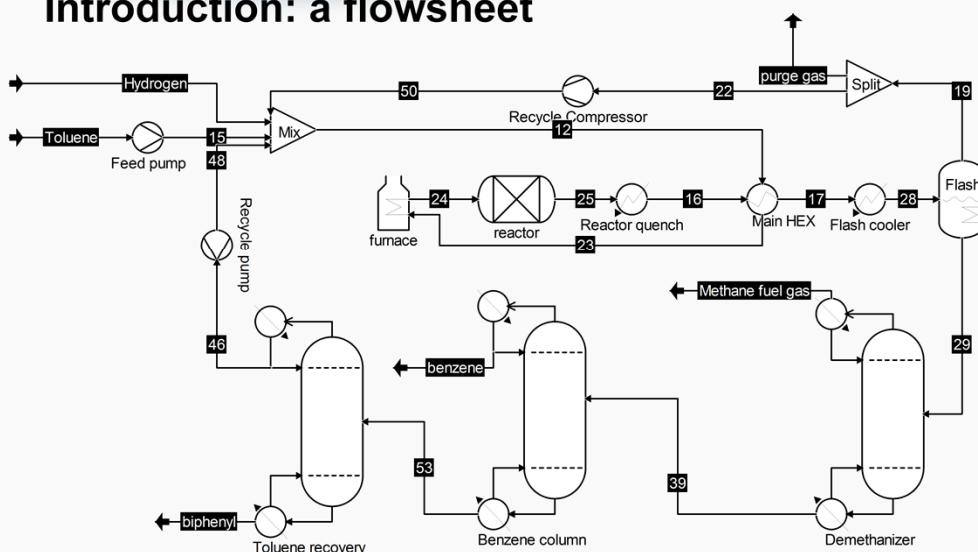 Introduction: a flowsheet
Hydrogen
50
purge gas
22
Split
19
Recycle Compressor
12
Toluene
15
Mix
48
Feed pump
24
25
16
17
28
Flash
furnace
reactor
Reactor quench
Main HEX
Flash cooler
23
Recycle pump
Methane fuel gas
46
benzene
29
53
39
biphenyl
Toluene recovery
Benzene column
Demethanizer